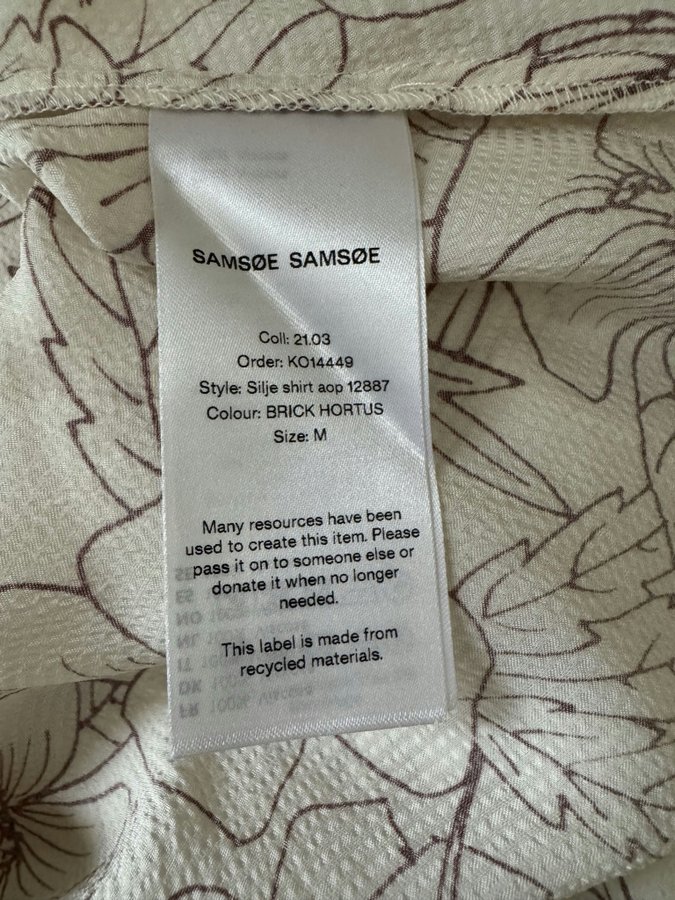 SAMSØE SAMSØE
Coll: 21.03
Order: KO14449
Style: Silje shirt aop 12887
Colour: BRICK HORTUS
Size: M
Many resources have been
used to create this item. Please
pass it on to someone else or
donate it when no longer
needed.
This label is made from
recycled materials.